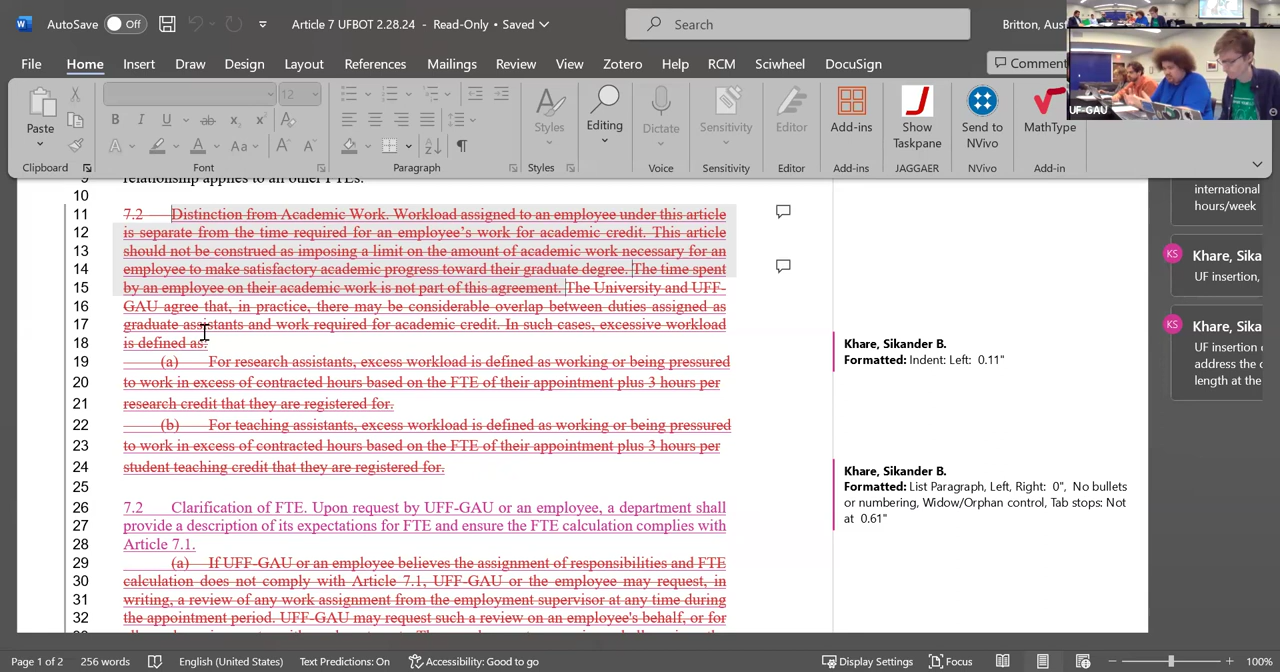 AutoSave
Off
Article 7 UFBOT 2.28.24 - Read-Only • Saved
Search
Britton,
File Home Insert Draw Design Layout References Mailings Review View Zotero Help RCM Sciwheel DocuSign
Comment
UF-GAU
Paste
Clipboard
12
Font
Paragraph
Styles
Styles
Editing
Dictate
Voice
Sensitivity
Sensitivity
Editor
Editor
Add-ins
Add-ins
Show Taskpane
JAGGAER
Send to NVivo
NVivo
MathType
Add-in
relationship applies to all other FTEs.
10
11 7.2 Distinction from Academic Work. Workload assigned to an employee under this article
12 is separate from the time required for an employee's work for academic credit. This article
13 should not be construed as imposing a limit on the amount of academic work necessary for an
14 employee to make satisfactory academic progress toward their graduate degree. The time spent
15 by an employee on their academic work is not part of this agreement. The University and UFF-
16 GAU agree that, in practice, there may be considerable overlap between duties assigned as
17 graduate assistants and work required for academic credit. In such cases, excessive workload
18 is defined as:
19 (a) For research assistants, excess workload is defined as working or being pressured
20 to work in excess of contracted hours based on the FTE of their appointment plus 3 hours per
21 research credit that they are registered for.
22 (b) For teaching assistants, excess workload is defined as working or being pressured
23 to work in excess of contracted hours based on the FTE of their appointment plus 3 hours per
24 student teaching credit that they are registered for.
25
26 7.2 Clarification of FTE. Upon request by UFF-GAU or an employee, a department shall
27 provide a description of its expectations for FTE and ensure the FTE calculation complies with
28 Article 7.1.
29 (a) If UFF-GAU or an employee believes the assignment of responsibilities and FTE
30 calculation does not comply with Article 7.1, UFF-GAU or the employee may request, in
31 writing, a review of any work assignment from the employment supervisor at any time during
32 the appointment period. UFF-GAU may request such a review on an employee's behalf, or for
Khare, Sikander B.
Formatted: Indent: Left: 0.11"
Khare, Sikander B.
Formatted: List Paragraph, Left, Right: 0", No bullets
or numbering, Widow/Orphan control, Tab stops: Not
at 0.61"
international
hours/week
KS
Khare, Sika
UF insertion,
KS
Khare, Sika
UF insertion
address the
length at the
Page 1 of 2
256 words
English (United States)
Text Predictions: On
Accessibility: Good to go
Display Settings
Focus
100%